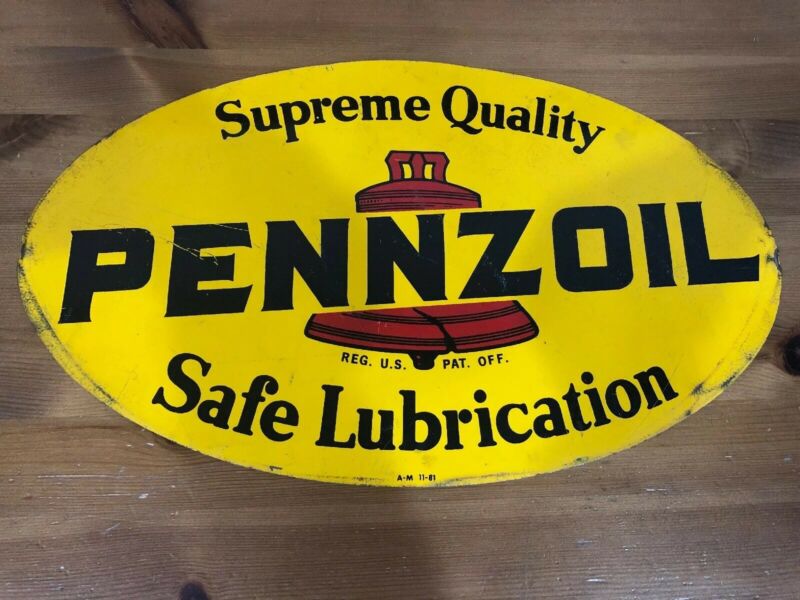 Supreme Quality
PENNZOIL
REG. U.S. PAT. OFF.
Safe Lubrication
A-M 11-81